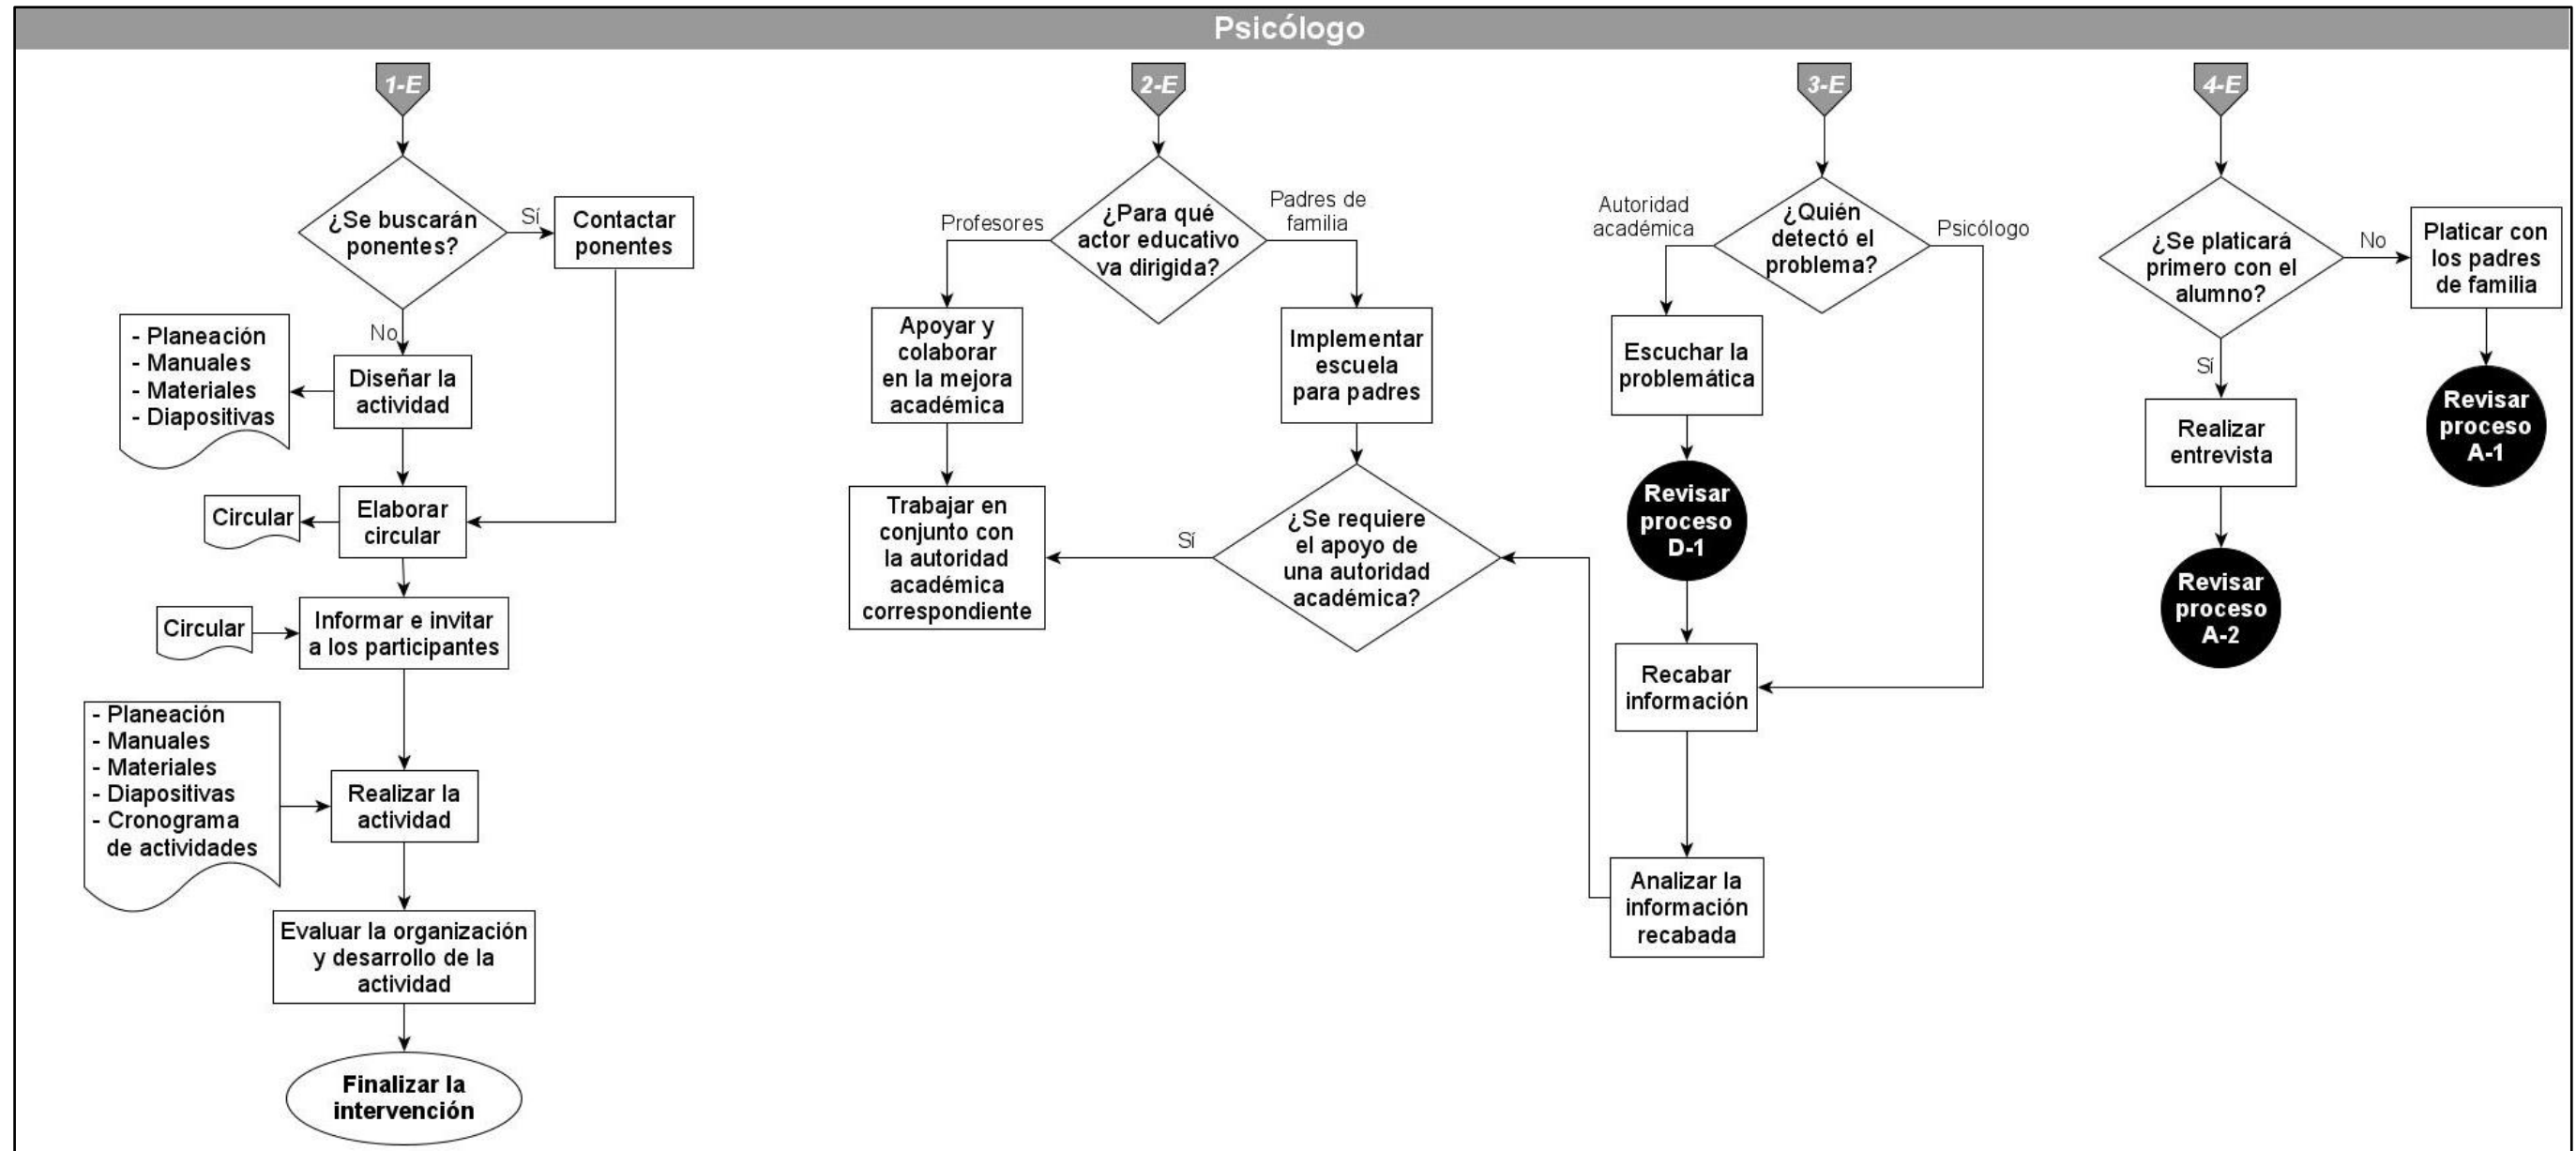 Psicólogo
1-E
¿Se buscarán
ponentes?
Sí
Contactar
ponentes
No
- Planeación
- Manuales
- Materiales
- Diapositivas
Diseñar la
actividad
Circular
Elaborar
circular
Circular
Informar e invitar
a los participantes
- Planeación
- Manuales
- Materiales
- Diapositivas
- Cronograma
de actividades
Realizar la
actividad
Evaluar la organización
y desarrollo de la
actividad
Finalizar la
intervención
2-E
¿Para qué
actor educativo
va dirigida?
Profesores
Padres de
familia
Apoyar y
colaborar
en la mejora
académica
Implementar
escuela
para padres
Trabajar en
conjunto con
la autoridad
académica
correspondiente
Sí
¿Se requiere
el apoyo de
una autoridad
académica?
3-E
¿Quién
detectó el
problema?
Autoridad
académica
Psicólogo
Escuchar la
problemática
Revisar
proceso
D-1
Recabar
información
Analizar la
información
recabada
4-E
¿Se platicará
primero con el
alumno?
No
Platicar con
los padres
de familia
Revisar
proceso
A-1
Sí
Realizar
entrevista
Revisar
proceso
A-2